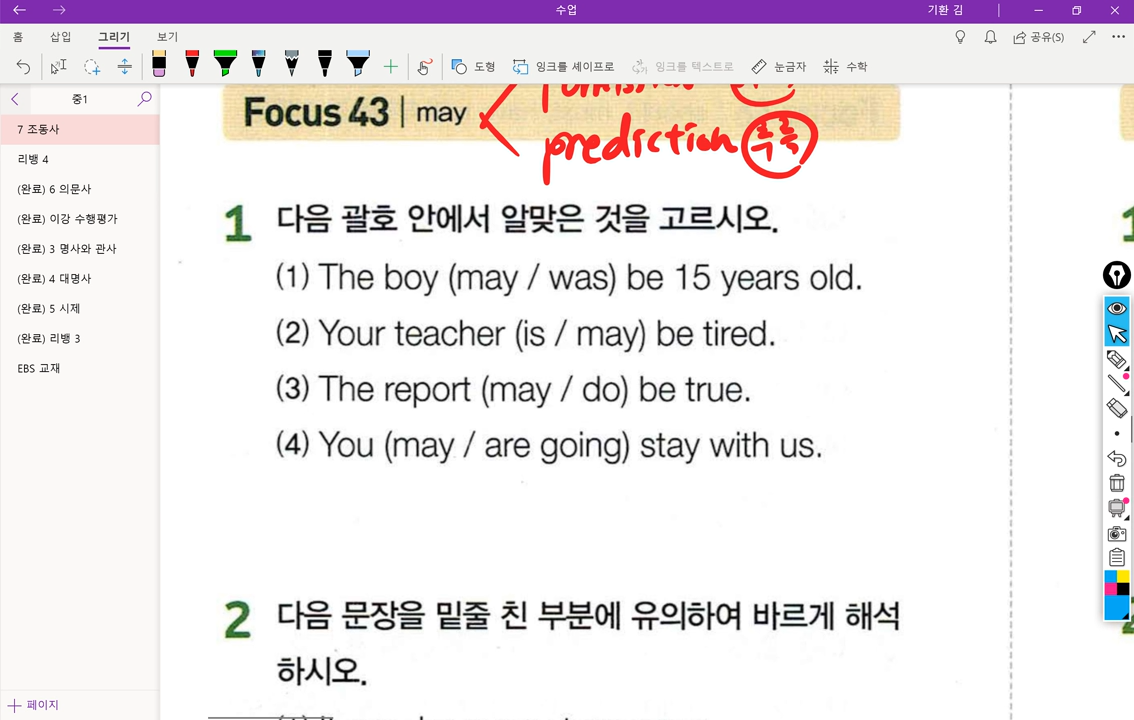 수업
기환 김
홈 삽입 그리기 보기
공유(S)
도형 잉크를 셰이프로 잉크를 텍스트로 눈금자 수학
중1
7 조동사
리뱅 4
(완료) 6 의문사
(완료) 이강 수행평가
(완료) 3 명사와 관사
(완료) 4 대명사
(완료) 5 시제
(완료) 리뱅 3
EBS 교재
페이지
Focus 43 | may
prediction
1 다음 괄호 안에서 알맞은 것을 고르시오.
(1) The boy (may / was) be 15 years old.
(2) Your teacher (is / may) be tired.
(3) The report (may / do) be true.
(4) You (may / are going) stay with us.
2 다음 문장을 밑줄 친 부분에 유의하여 바르게 해석
하시오.